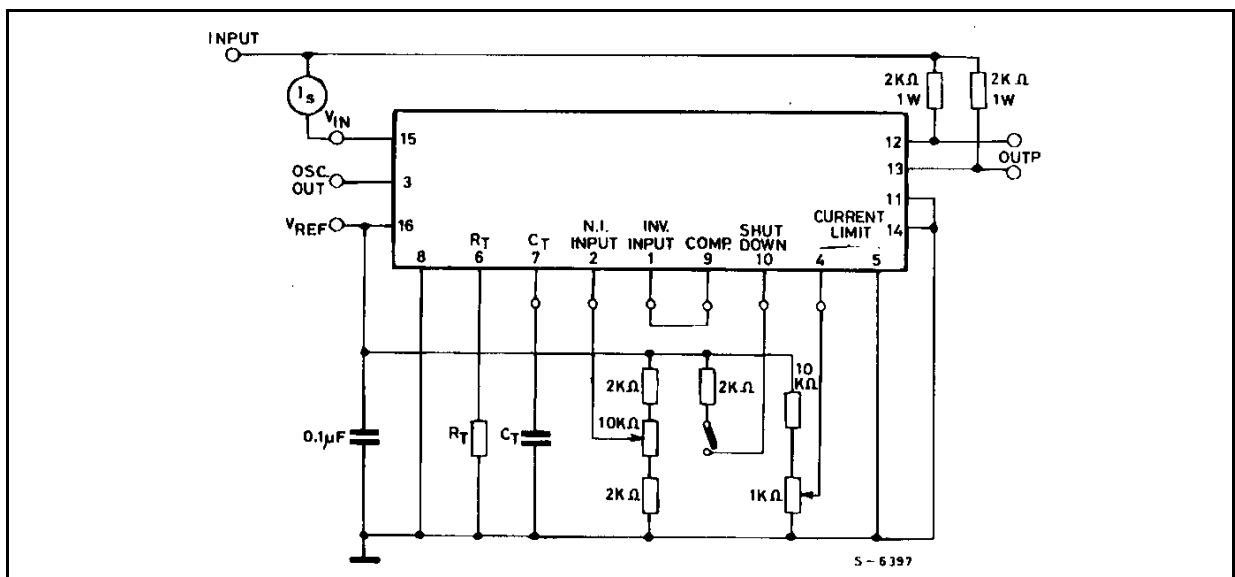 INPUT
Is
VIN
15
OSC.
OUT
3
VREF
16
2KΩ
1W
2KΩ
1W
12
13
OUTP
11
14
8
RT
6
CT
7
N.I.
INPUT
2
INV.
INPUT
1
COMP.
9
SHUT
DOWN
10
CURRENT
LIMIT
4
5
0.1μF
RT
CT
2KΩ
10KΩ
2KΩ
2KΩ
10
KΩ
1KΩ
S-6397